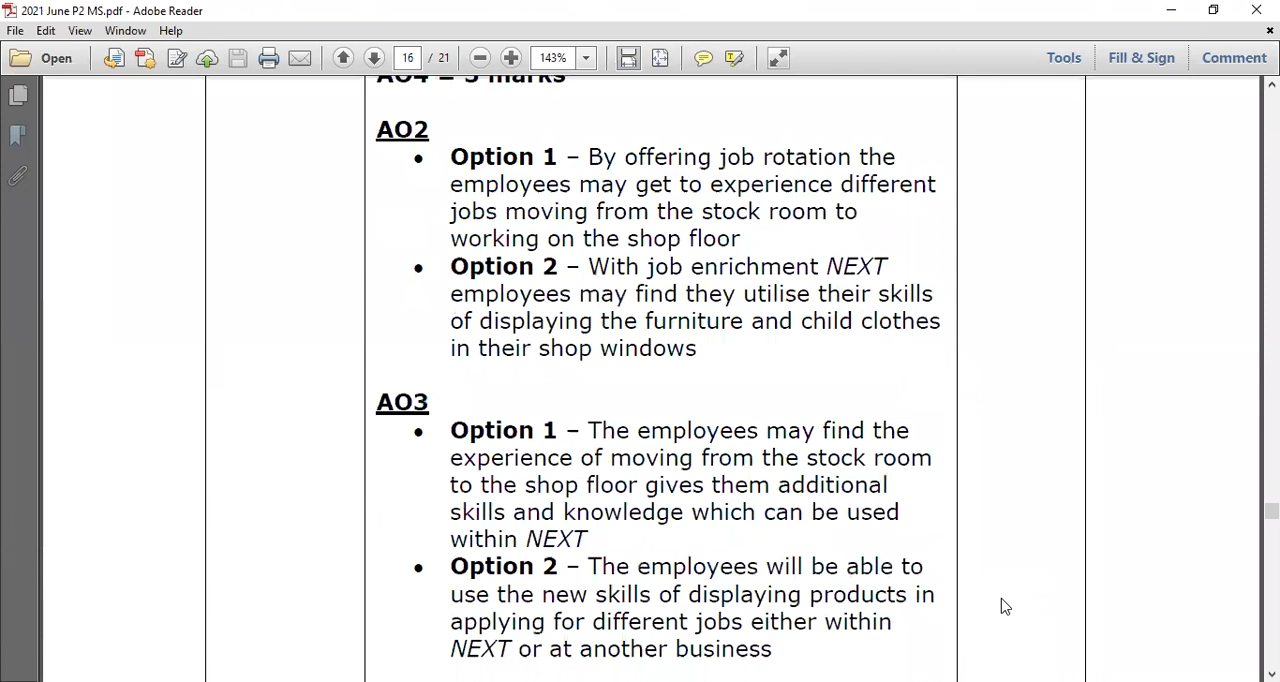 2021 June P2 MS.pdf - Adobe Reader
File Edit View Window Help
Open 16 / 21 143% Tools Fill & Sign Comment
AO4 = 3 marks
AO2
• Option 1 – By offering job rotation the
employees may get to experience different
jobs moving from the stock room to
working on the shop floor
• Option 2 – With job enrichment NEXT
employees may find they utilise their skills
of displaying the furniture and child clothes
in their shop windows
AO3
• Option 1 – The employees may find the
experience of moving from the stock room
to the shop floor gives them additional
skills and knowledge which can be used
within NEXT
• Option 2 – The employees will be able to
use the new skills of displaying products in
applying for different jobs either within
NEXT or at another business